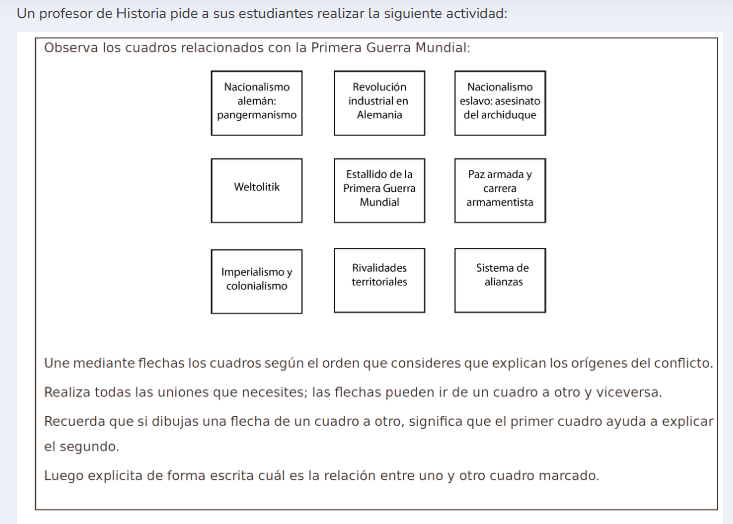 Un profesor de Historia pide a sus estudiantes realizar la siguiente actividad:
Observa los cuadros relacionados con la Primera Guerra Mundial:
Nacionalismo
alemán:
pangermanismo
Revolución
industrial en
Alemania
Nacionalismo
eslavo: asesinato
del archiduque
Weltolitik
Estallido de la
Primera Guerra
Mundial
Paz armada y
carrera
armamentista
Imperialismo y
colonialismo
Rivalidades
territoriales
Sistema de
alianzas
Une mediante flechas los cuadros según el orden que consideres que explican los orígenes del conflicto.
Realiza todas las uniones que necesites; las flechas pueden ir de un cuadro a otro y viceversa.
Recuerda que si dibujas una flecha de un cuadro a otro, significa que el primer cuadro ayuda a explicar
el segundo.
Luego explicita de forma escrita cuál es la relación entre uno y otro cuadro marcado.